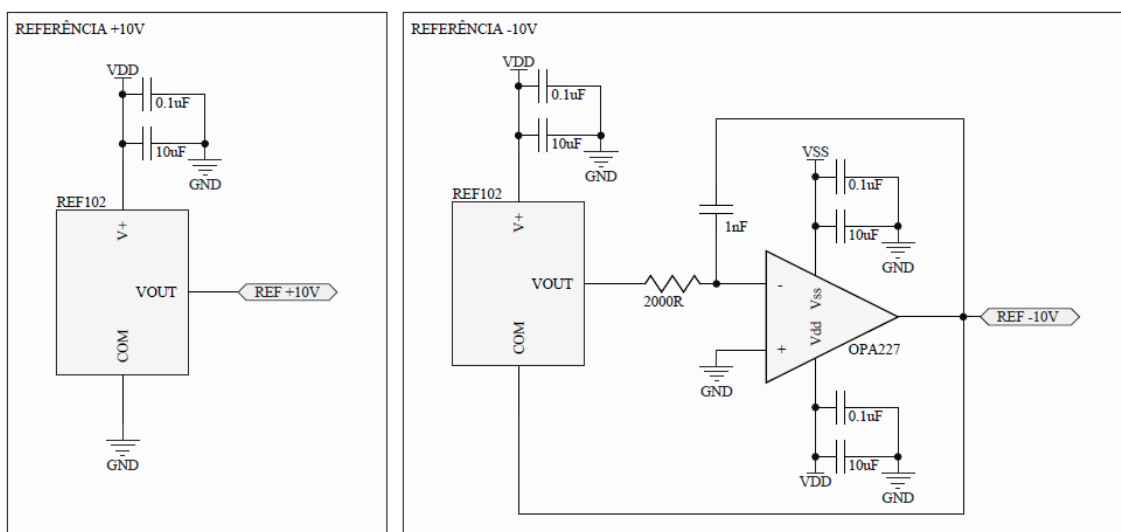 REFERÊNCIA +10V
VDD
0.1uF
10uF
GND
REF102
V+
VOUT
REF +10V
COM
GND
REFERÊNCIA -10V
VDD
0.1uF
10uF
GND
REF102
V+
VOUT
COM
2000R
1nF
VSS
0.1uF
10uF
GND
-
+
Vss
Vdd
OPA227
GND
REF -10V
0.1uF
10uF
VDD
GND